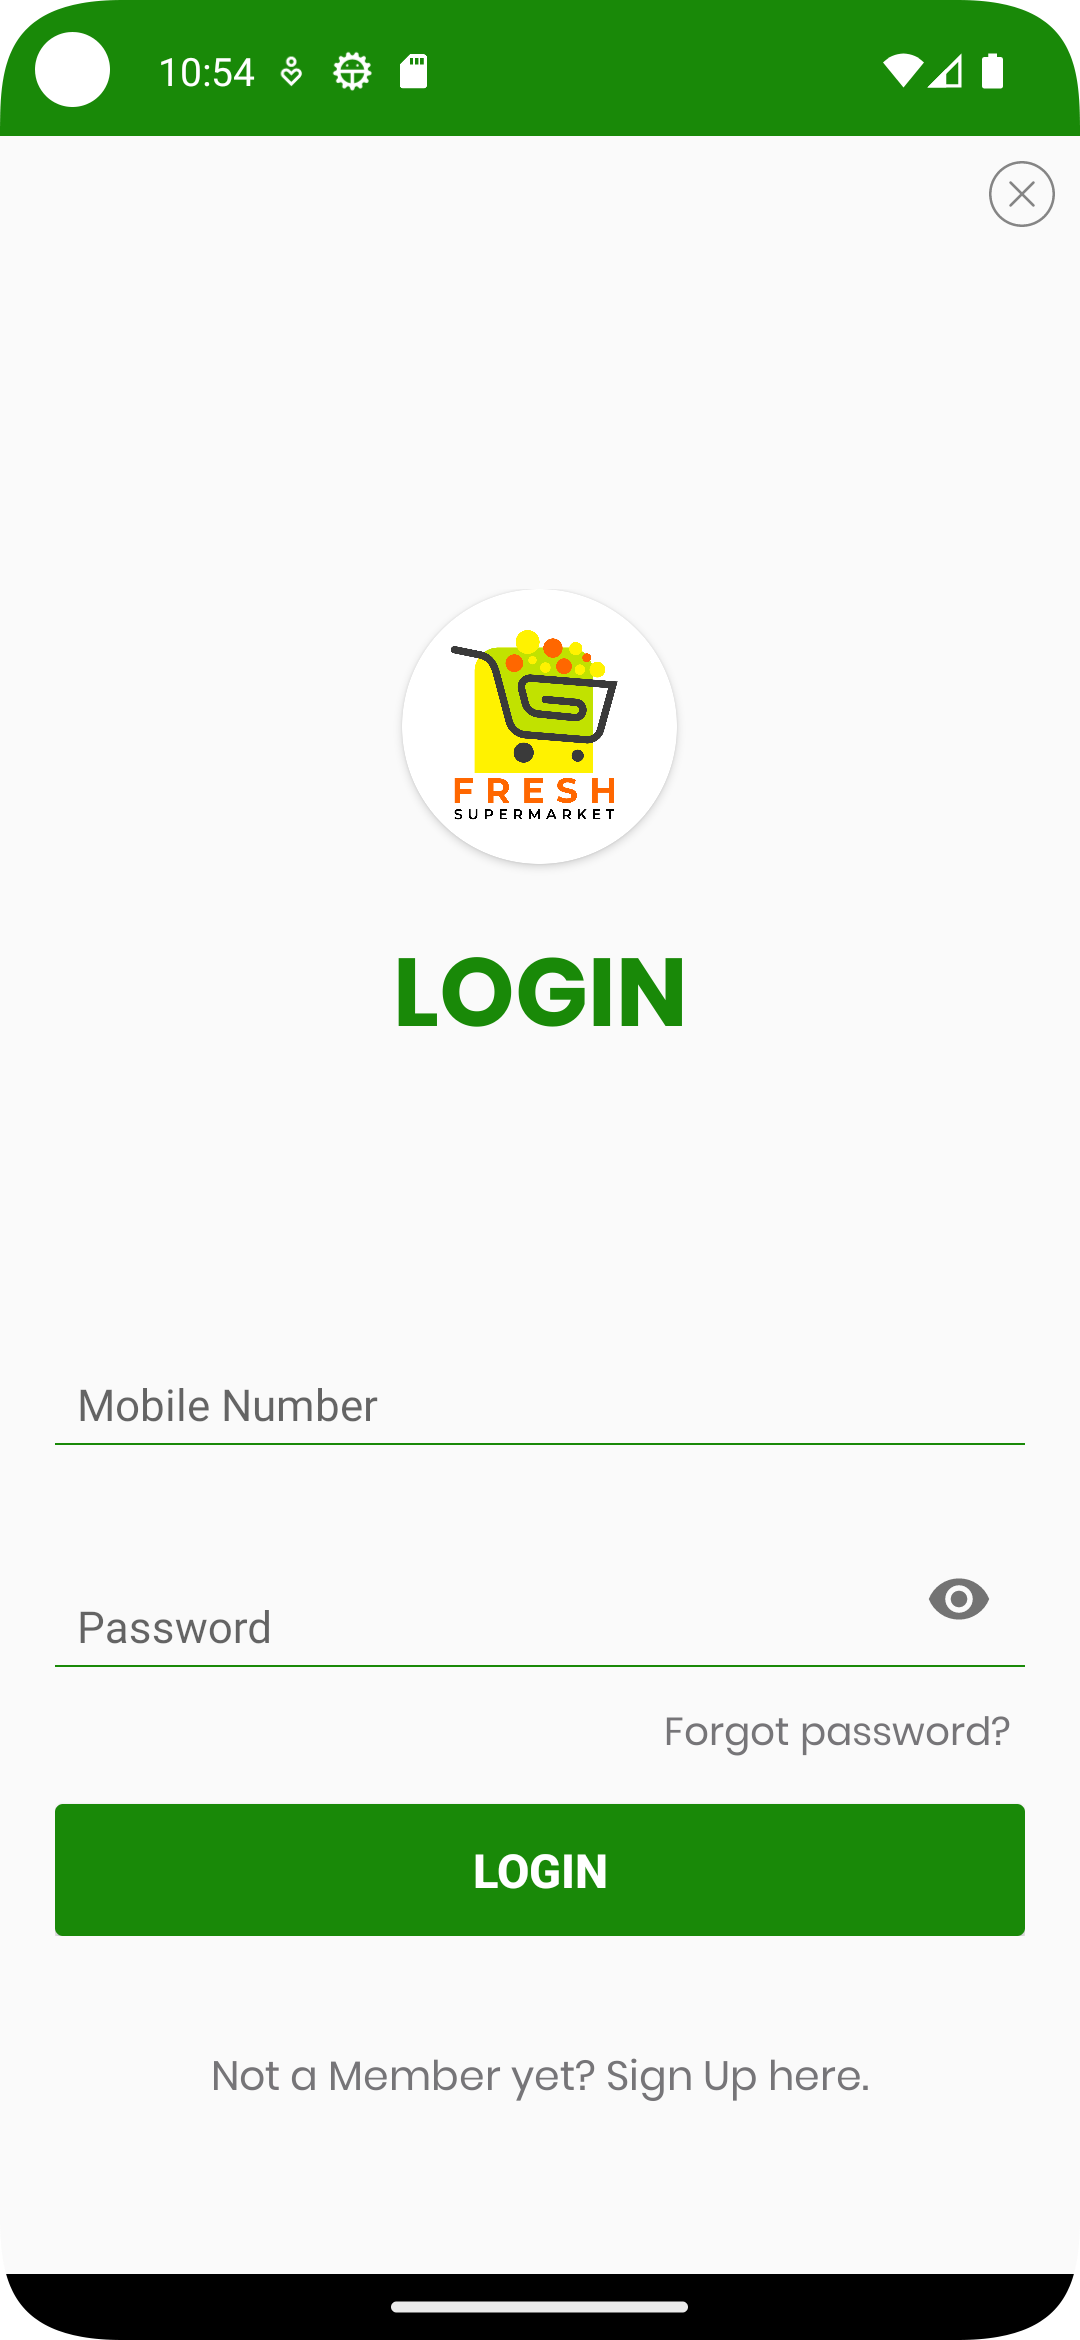 10:54
FRESH
SUPERMARKET
LOGIN
Mobile Number
Password
Forgot password?
LOGIN
Not a Member yet? Sign Up here.